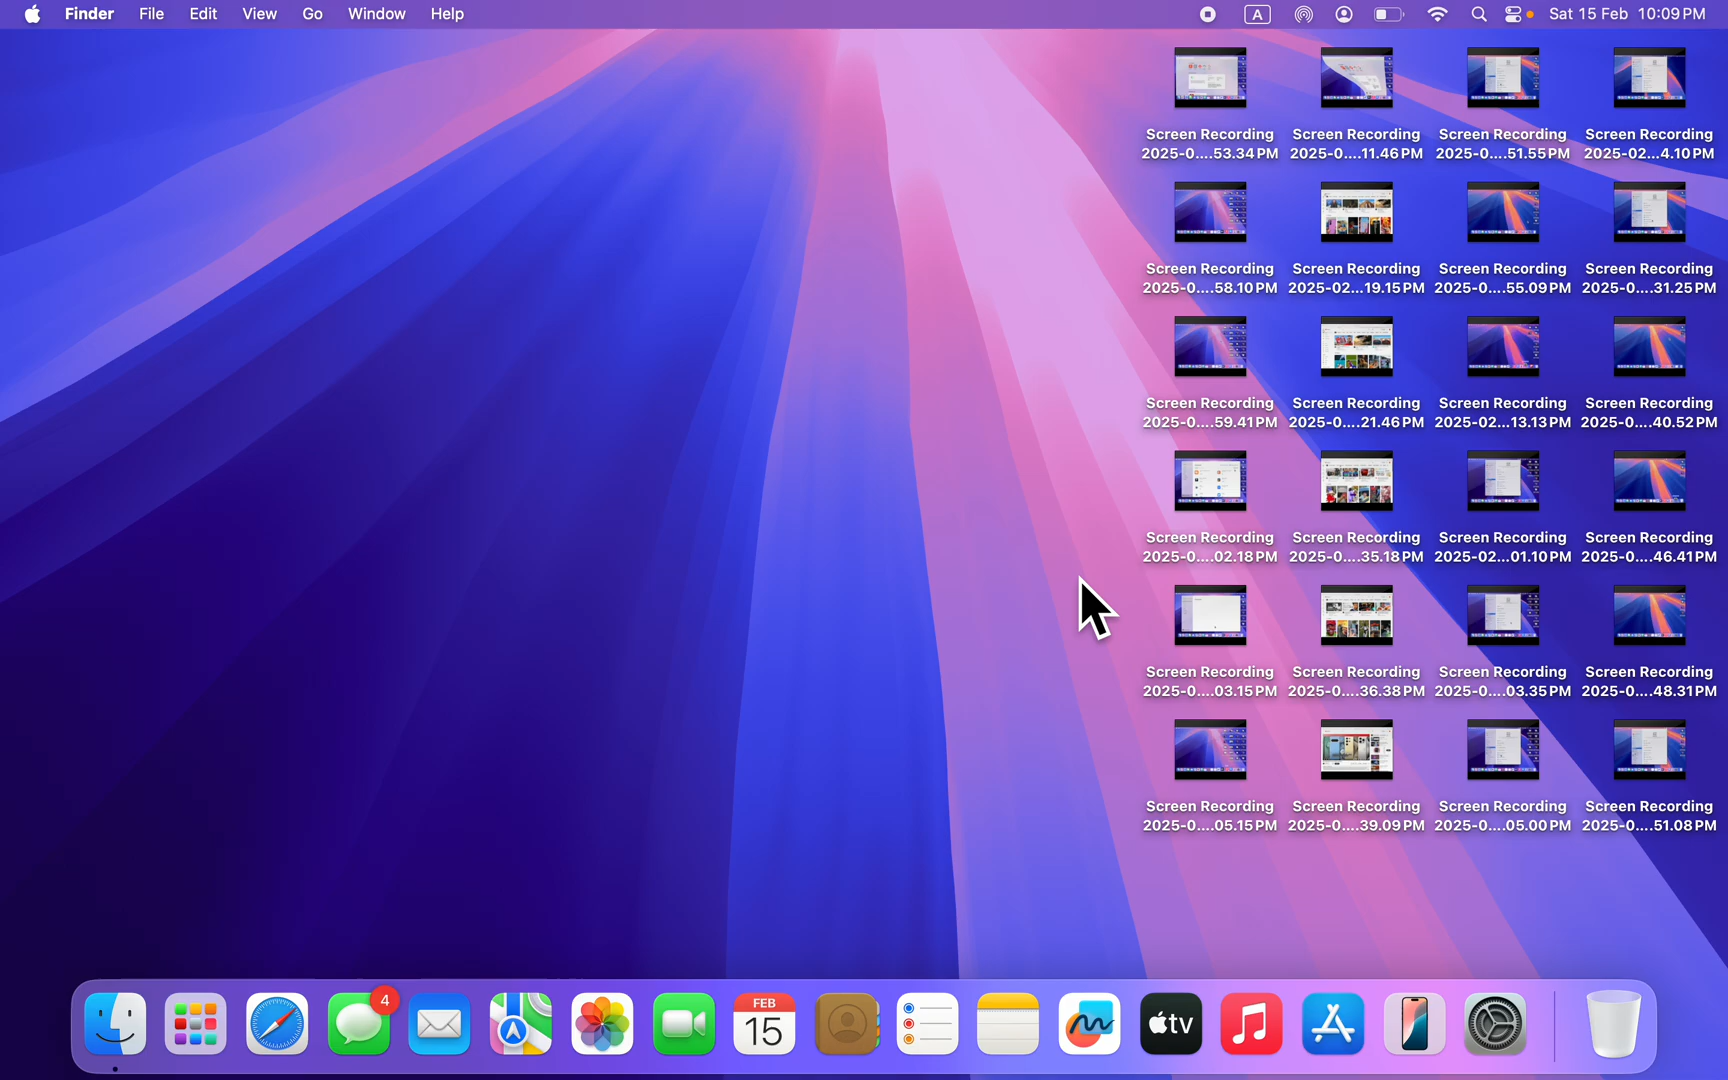 Finder File Edit View Go Window Help A Sat 15 Feb 10:09 PM
Screen Recording 2025-0....53.34 PM
Screen Recording 2025-0....11.46 PM
Screen Recording 2025-0....51.55 PM
Screen Recording 2025-02...4.10 PM
Screen Recording 2025-0....58.10 PM
Screen Recording 2025-02...19.15 PM
Screen Recording 2025-0....55.09 PM
Screen Recording 2025-0....31.25 PM
Screen Recording 2025-0....59.41 PM
Screen Recording 2025-0....21.46 PM
Screen Recording 2025-02...13.13 PM
Screen Recording 2025-0....40.52 PM
Screen Recording 2025-0....02.18 PM
Screen Recording 2025-0....35.18 PM
Screen Recording 2025-02...01.10 PM
Screen Recording 2025-0....46.41 PM
Screen Recording 2025-0....03.15 PM
Screen Recording 2025-0....36.38 PM
Screen Recording 2025-0....03.35 PM
Screen Recording 2025-0....48.31 PM
Screen Recording 2025-0....05.15 PM
Screen Recording 2025-0....39.09 PM
Screen Recording 2025-0....05.00 PM
Screen Recording 2025-0....51.08 PM
4
FEB
15
tv